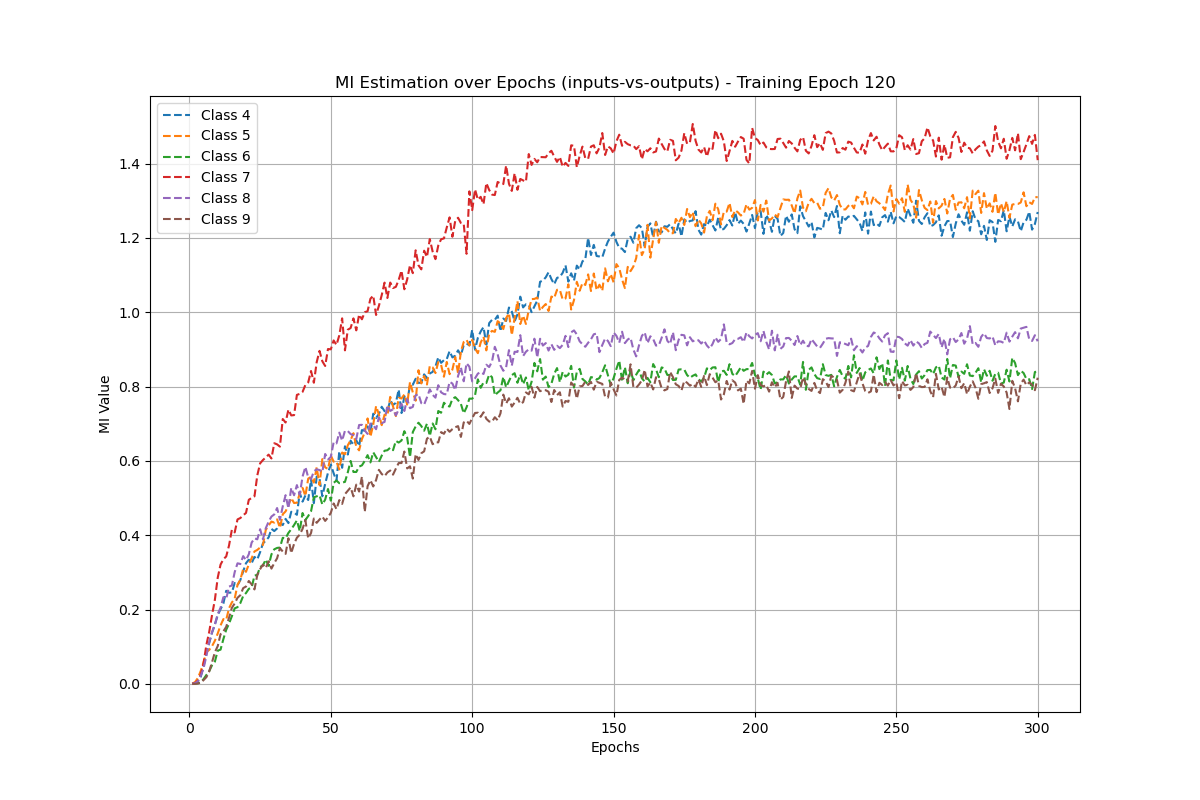 MI Estimation over Epochs (inputs-vs-outputs) - Training Epoch 120
Class 4
Class 5
Class 6
Class 7
Class 8
Class 9
MI Value
1.4
1.2
1.0
0.8
0.6
0.4
0.2
0.0
0 50 100 150 200 250 300
Epochs